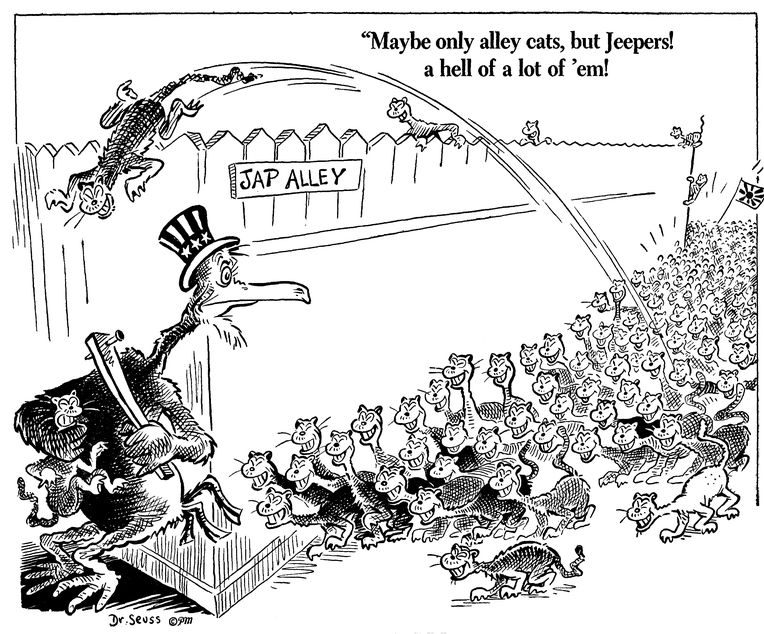 “Maybe only alley cats, but Jeepers!
a hell of a lot of ’em!
JAP ALLEY
Dr. Seuss ©PM